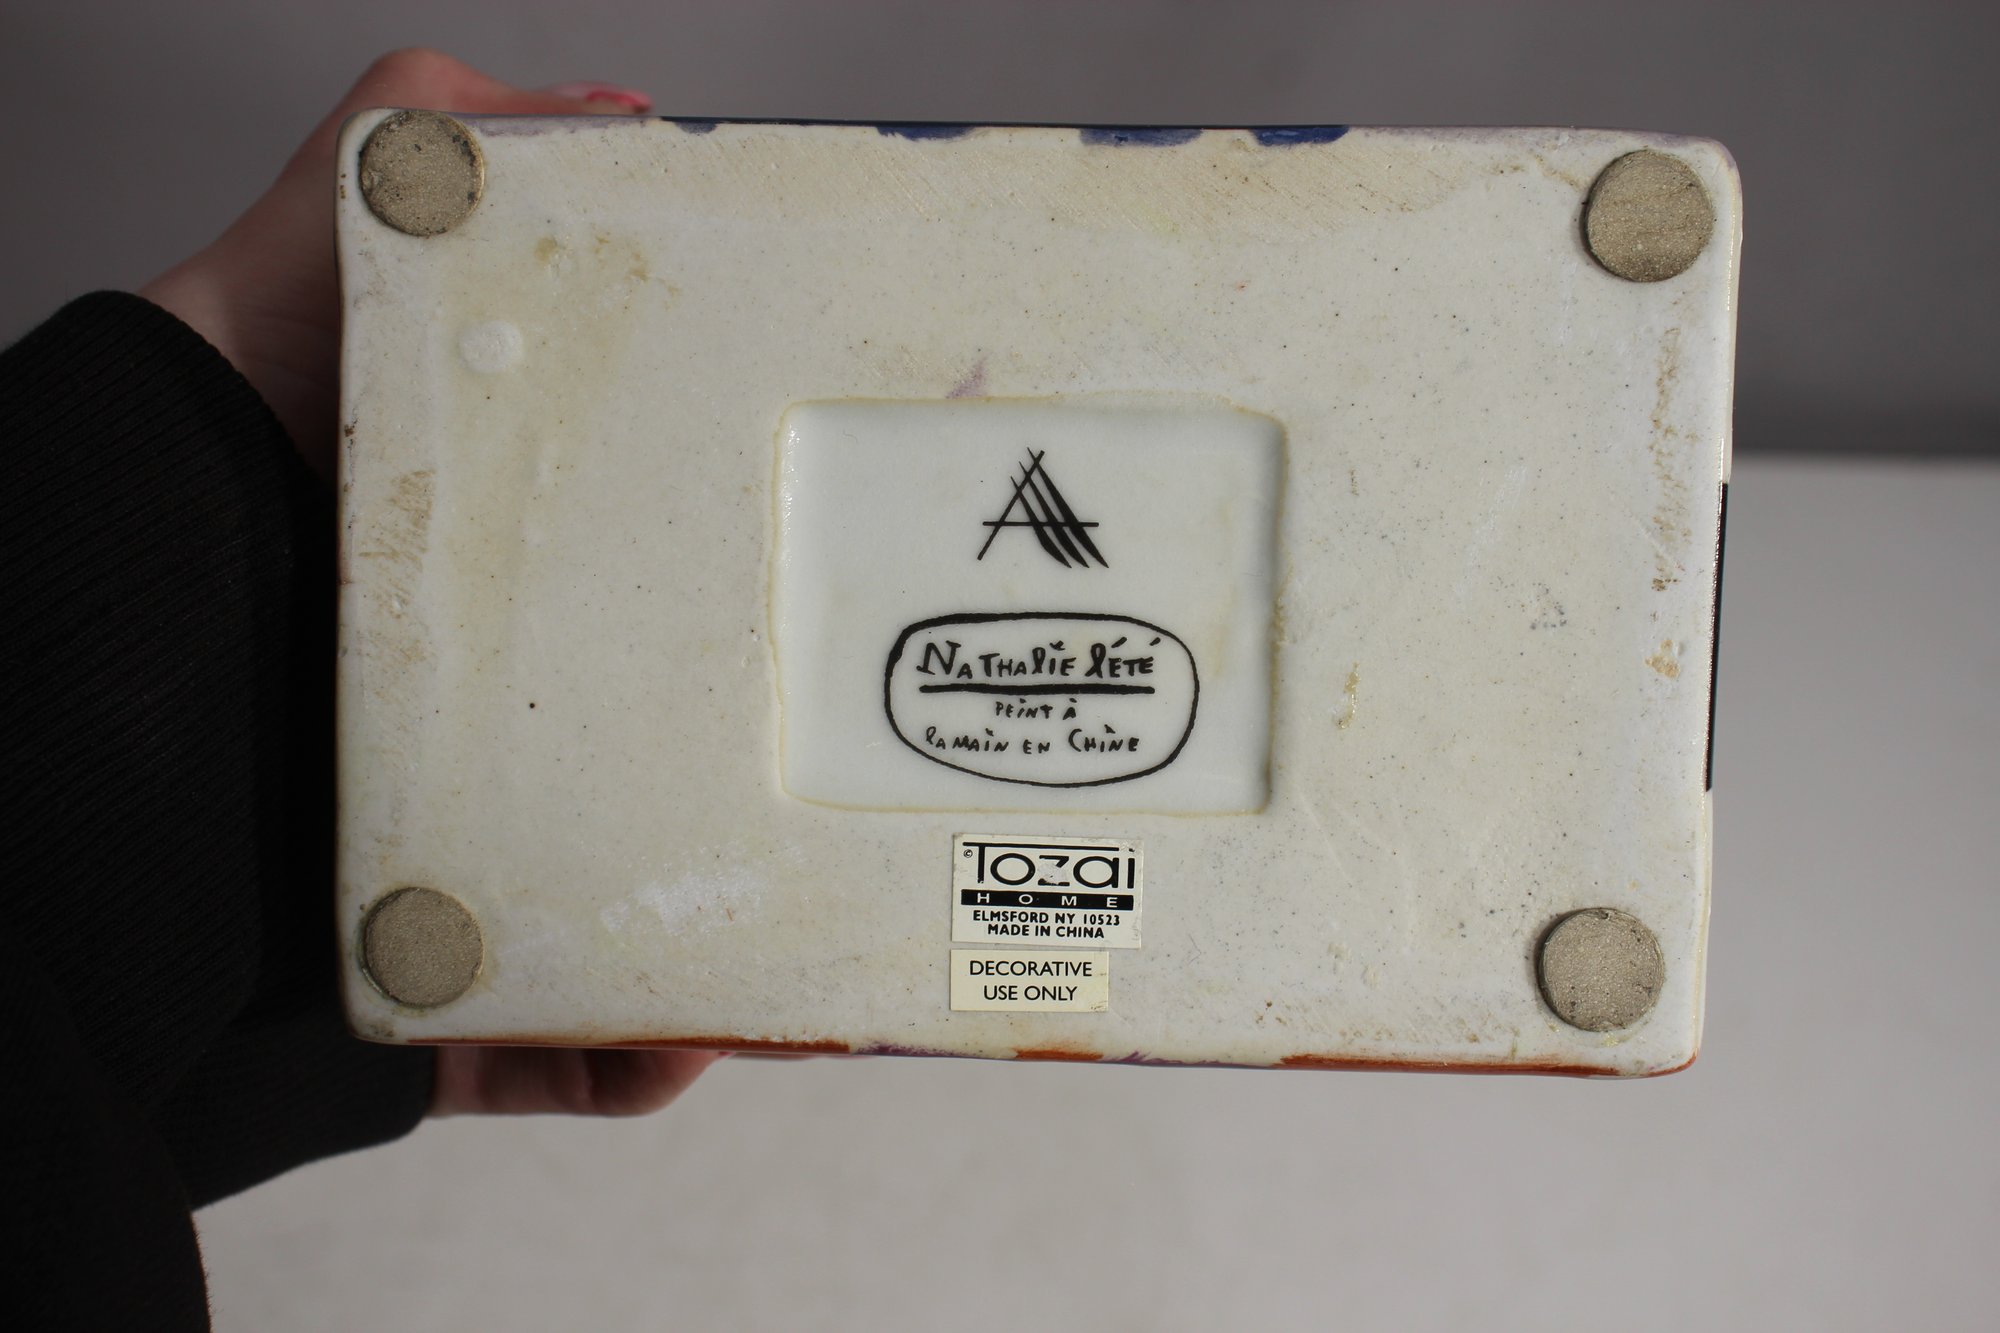 Nathalie lété
peint à
la main en Chine
© Tozai
HOME
ELMSFORD NY 10523
MADE IN CHINA
DECORATIVE
USE ONLY